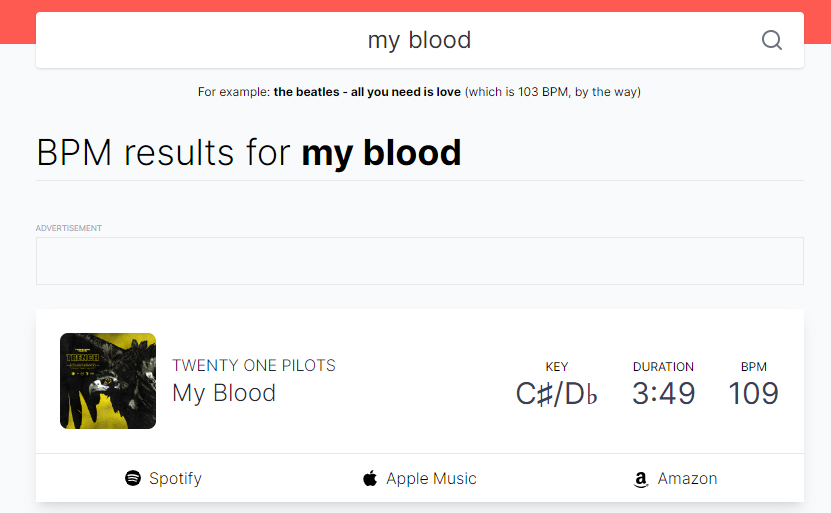 my blood
For example: the beatles - all you need is love (which is 103 BPM, by the way)
BPM results for my blood
ADVERTISEMENT
TRENCH
TWENTY ONE PILOTS
My Blood
KEY
C♯/D♭
DURATION
3:49
BPM
109
Spotify
Apple Music
Amazon